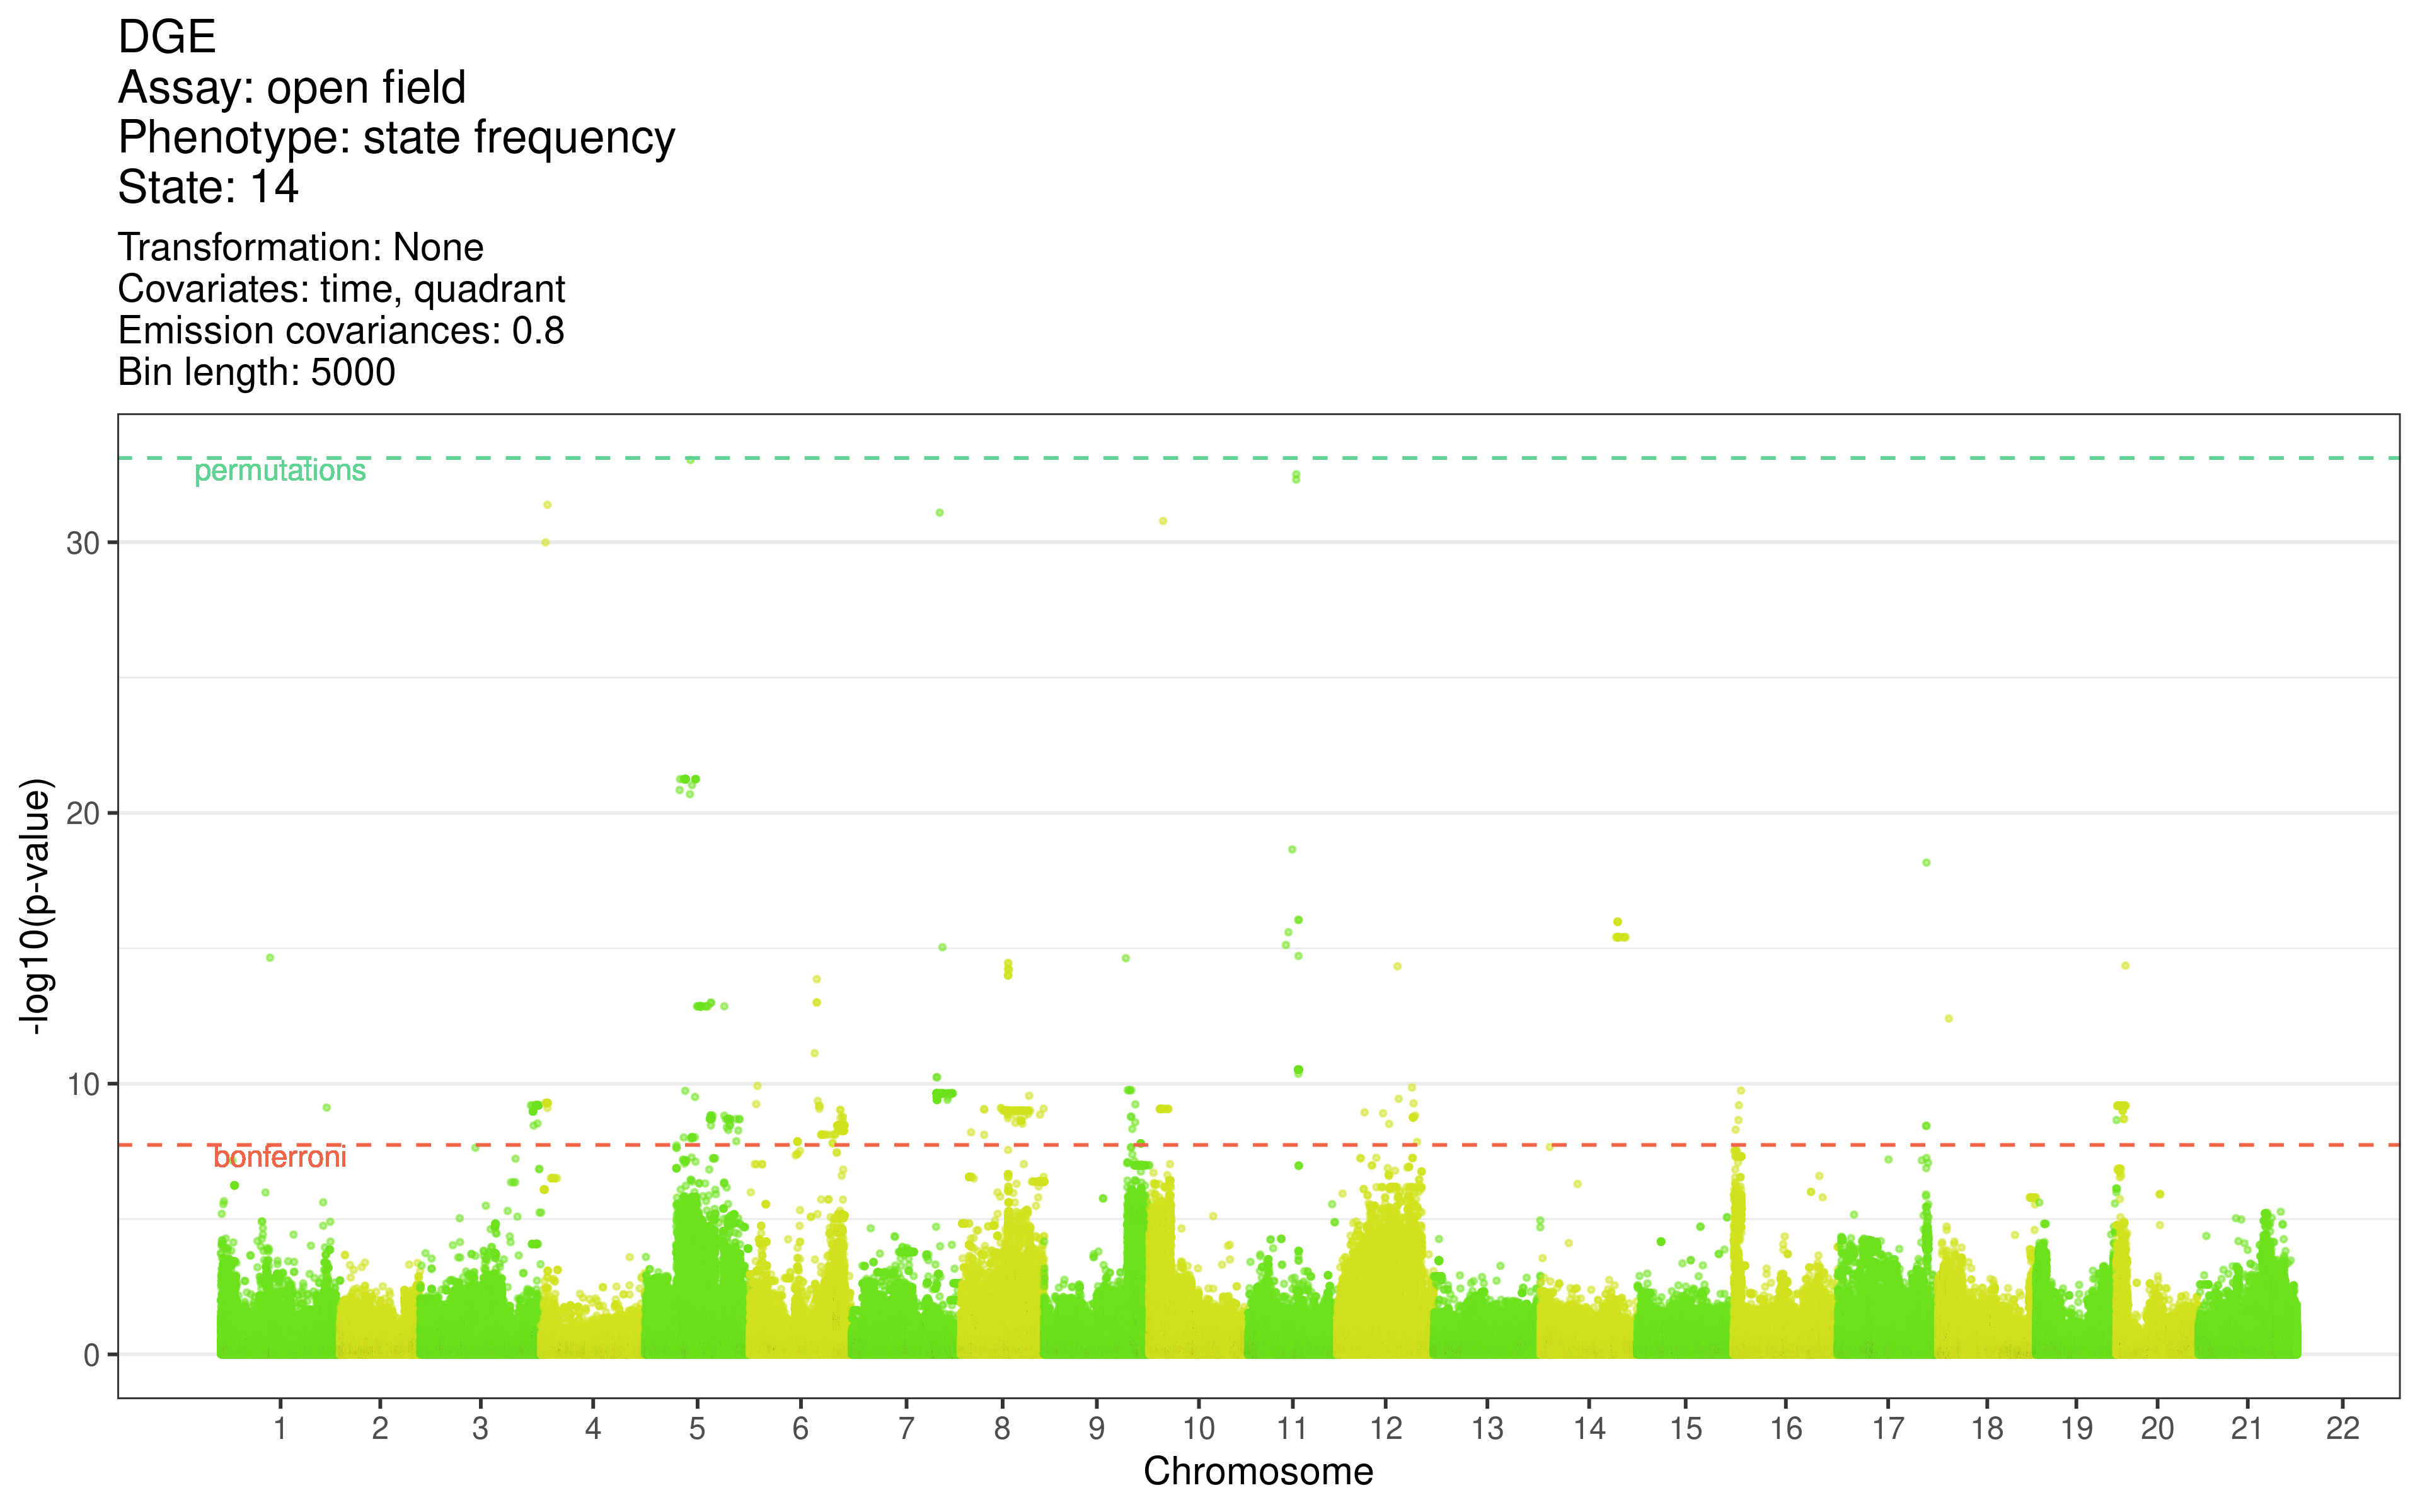 DGE
Assay: open field
Phenotype: state frequency
State: 14
Transformation: None
Covariates: time, quadrant
Emission covariances: 0.8
Bin length: 5000
permutations
30
20
10
bonferroni
0
-log10(p-value)
1 2 3 4 5 6 7 8 9 10 11 12 13 14 15 16 17 18 19 20 21 22
Chromosome